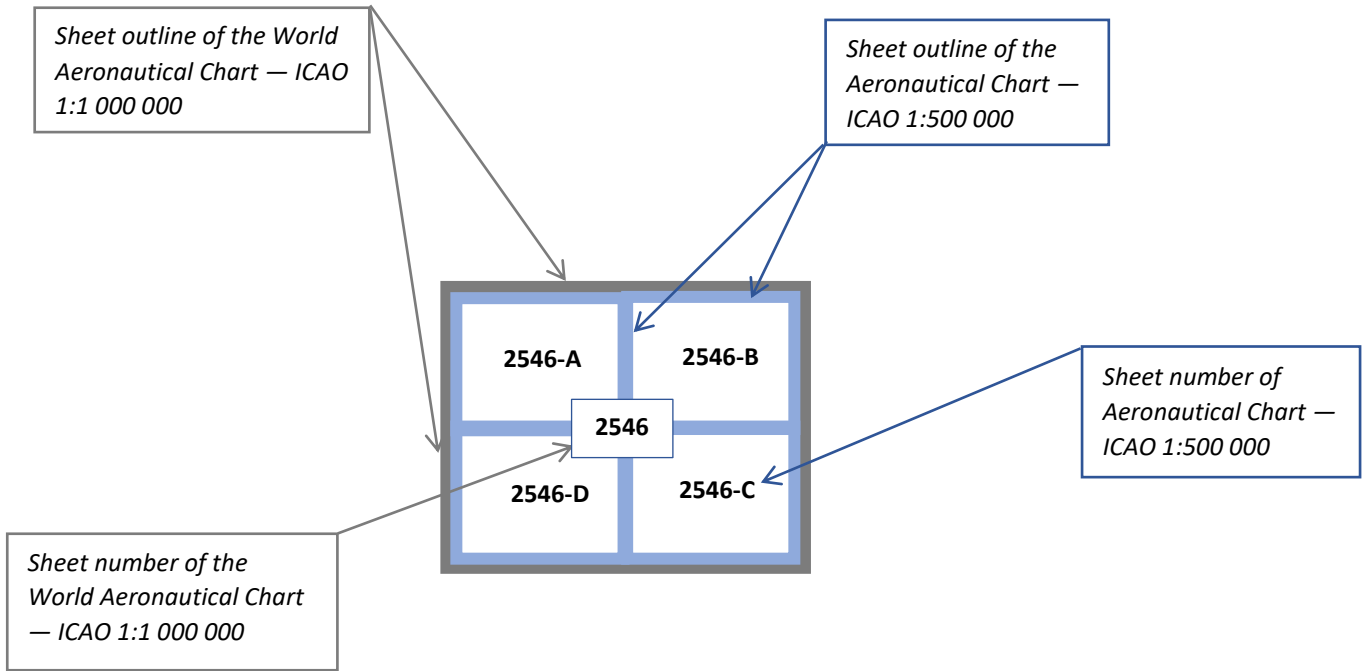 Sheet outline of the World
Aeronautical Chart — ICAO
1:1 000 000
Sheet outline of the
Aeronautical Chart —
ICAO 1:500 000
2546-A
2546-B
2546
2546-D
2546-C
Sheet number of
Aeronautical Chart —
ICAO 1:500 000
Sheet number of the
World Aeronautical Chart
— ICAO 1:1 000 000